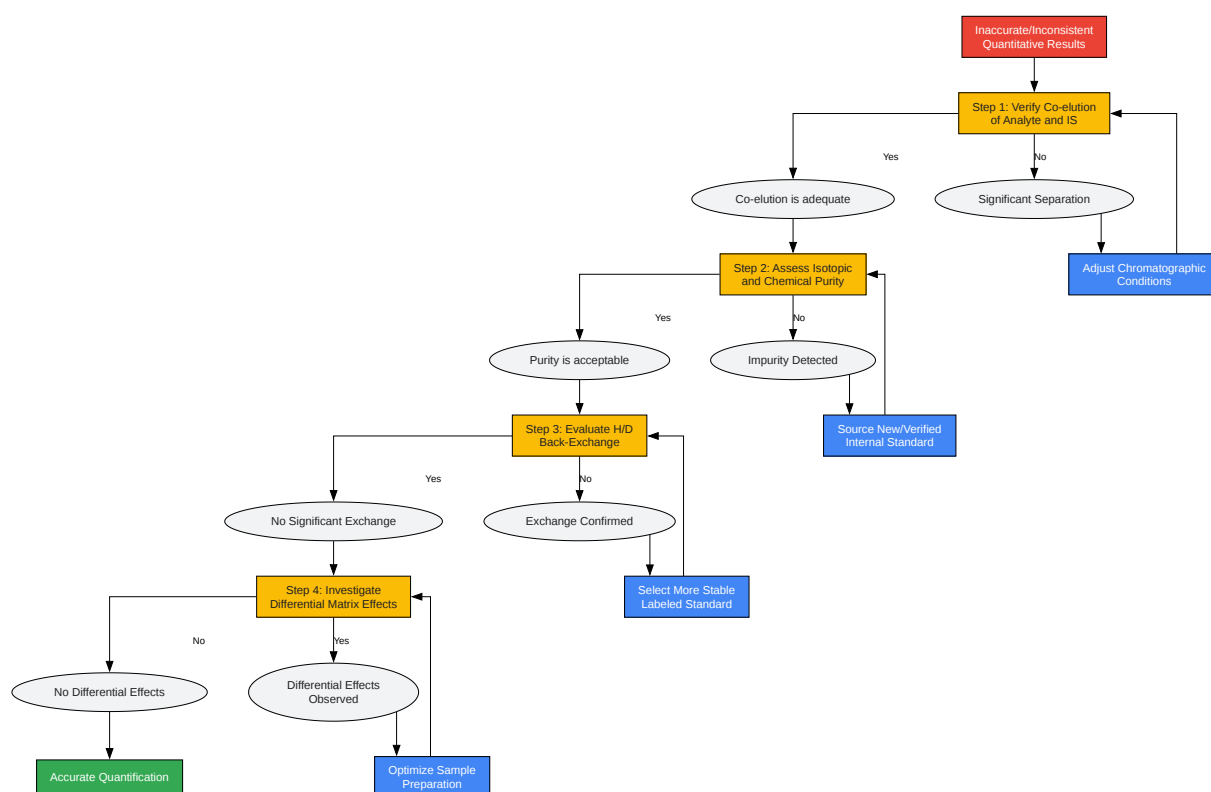 Inaccurate/Inconsistent
Quantitative Results
Step 1: Verify Co-elution
of Analyte and IS
Yes
No
Co-elution is adequate
Significant Separation
Step 2: Assess Isotopic
and Chemical Purity
Adjust Chromatographic
Conditions
Yes
No
Purity is acceptable
Impurity Detected
Step 3: Evaluate H/D
Back-Exchange
Source New/Verified
Internal Standard
Yes
No
No Significant Exchange
Exchange Confirmed
Step 4: Investigate
Differential Matrix Effects
Select More Stable
Labeled Standard
No
Yes
No Differential Effects
Differential Effects
Observed
Accurate Quantification
Optimize Sample
Preparation